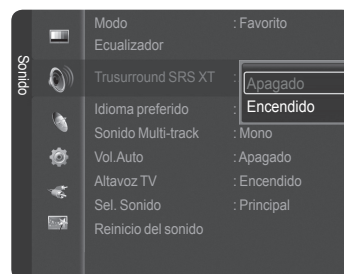 Sonido
Modo : Favorito
Ecualizador
Trusurround SRS XT :
Apagado
Encendido
Idioma preferido :
Sonido Multi-track : Mono
Vol.Auto : Apagado
Altavoz TV : Encendido
Sel. Sonido : Principal
Reinicio del sonido